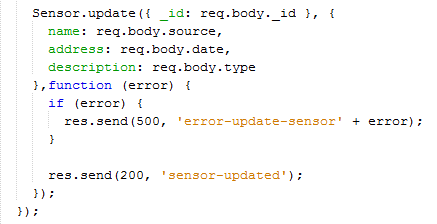 Sensor.update({ _id: req.body._id }, {
name: req.body.source,
address: req.body.date,
description: req.body.type
},function (error) {
if (error) {
res.send(500, 'error-update-sensor' + error);
}
res.send(200, 'sensor-updated');
});
});